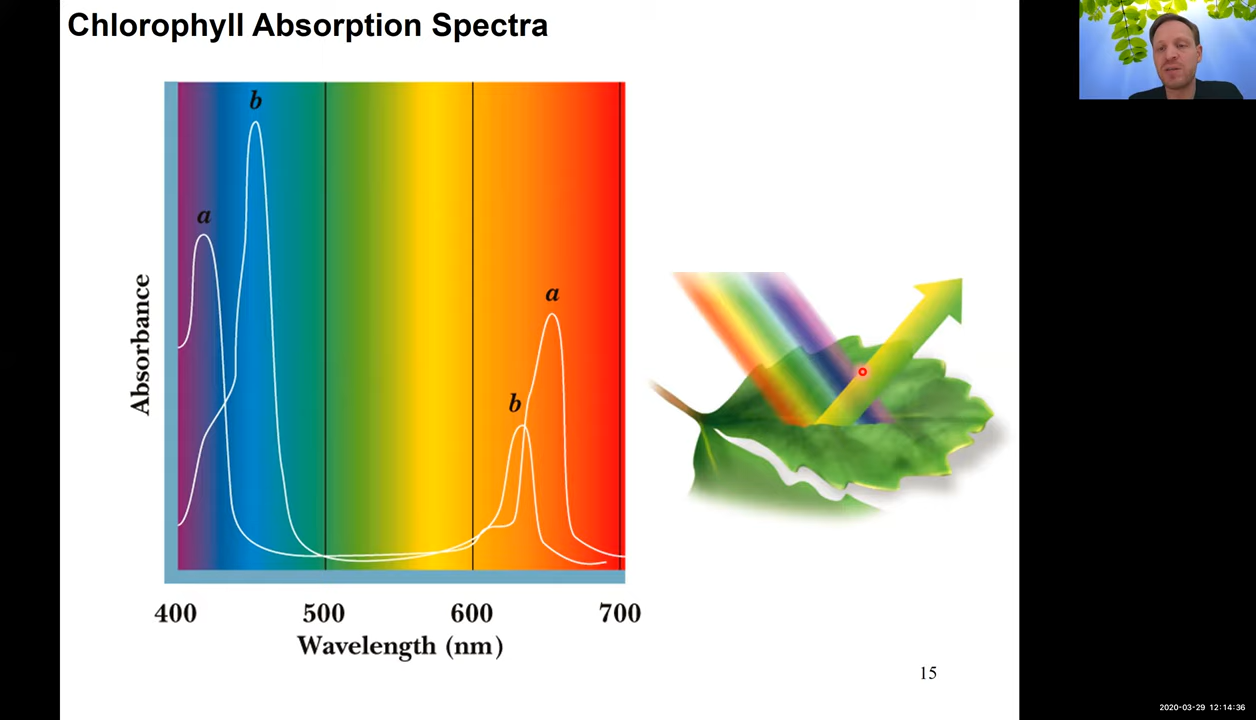 Chlorophyll Absorption Spectra
b
a
a
b
Absorbance
400 500 600 700
Wavelength (nm)
15
2020-03-29 12:14:36